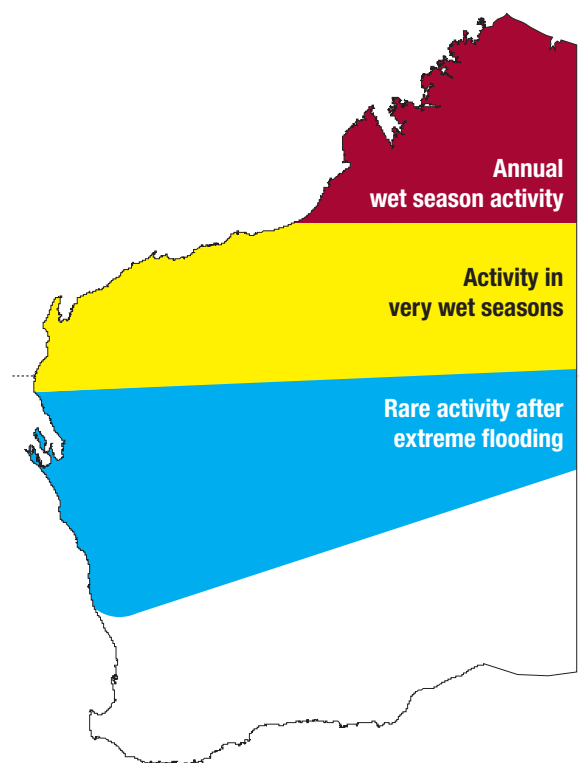 Annual
wet season activity
Activity in
very wet seasons
Rare activity after
extreme flooding